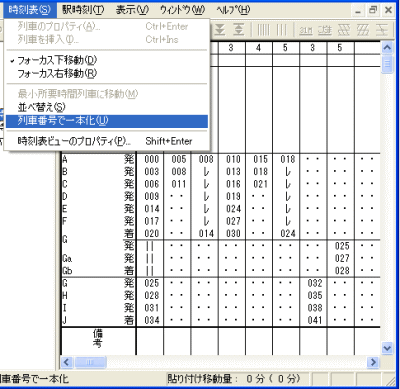 時刻表(S) 駅時刻(T) 表示(V) ウィンドウ(W) ヘルプ(H)
列車のプロパティ(A)... Ctrl+Enter
列車を挿入(I)... Ctrl+Ins
フォーカス下移動(D)
フォーカス右移動(R)
最小所要時間列車に移動(M)
並べ替え(S)
列車番号で一本化(U)
時刻表ビューのプロパティ(P)... Shift+Enter
3 4 3 5
A 発 000 005 008 010 015 018 ・・ ・・ ・・
B 発 003 008 レ 013 018 レ ・・ ・・ ・・
C 発 006 011 レ 016 021 レ ・・ ・・ ・・
D 発 009 ・・ レ 019 ・・ レ ・・ ・・ ・・
E 発 014 ・・ レ 024 ・・ レ ・・ ・・ ・・
F 発 017 ・・ レ 027 ・・ レ ・・ ・・ ・・
G 着 020 ・・ 014 030 ・・ 024 ・・ ・・ ・・
発 || ・・ ・・ ・・ ・・ ・・ ・・ 025 ・・
Ga 着 || ・・ ・・ ・・ ・・ ・・ ・・ 027 ・・
Gb 着 || ・・ ・・ ・・ ・・ ・・ ・・ 028 ・・
G 発 025 ・・ ・・ ・・ ・・ ・・ 032 ・・ ・・
H 発 028 ・・ ・・ ・・ ・・ ・・ 035 ・・ ・・
I 発 031 ・・ ・・ ・・ ・・ ・・ 038 ・・ ・・
J 着 034 ・・ ・・ ・・ ・・ ・・ 041 ・・ ・・
備考
車番号で一本化 貼り付け移動量: 0 分 ( 0 分)